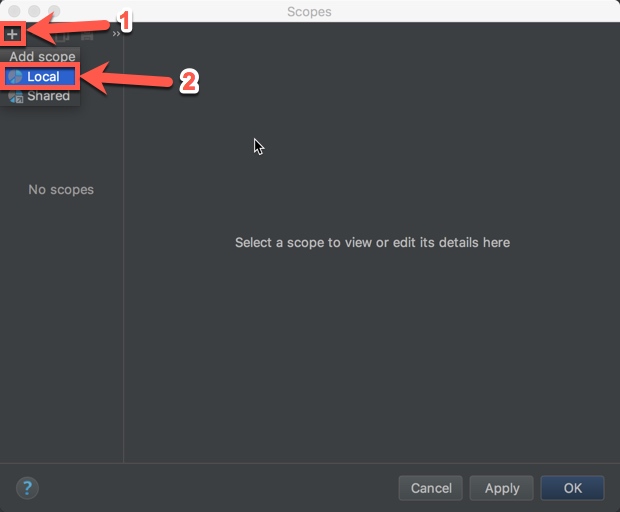 Scopes
+ »
1
Add scope
Local
2
Shared
No scopes
Select a scope to view or edit its details here
? Cancel Apply OK